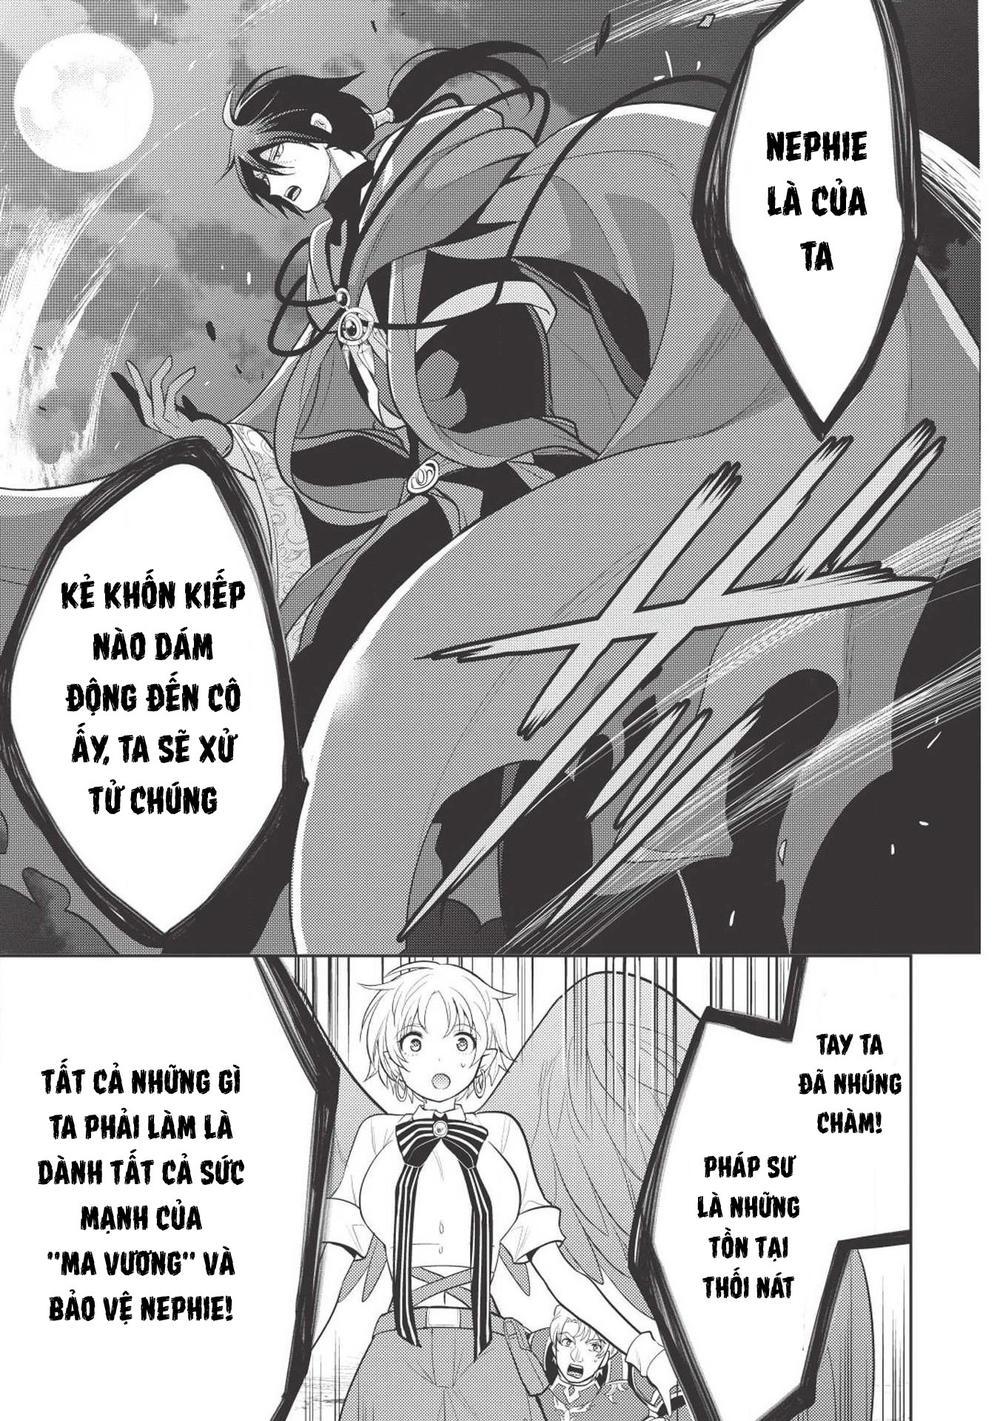 NEPHIE
LÀ CỦA
TA
KẺ KHỐN KIẾP
NÀO DÁM
ĐỘNG ĐẾN CÔ
ẤY, TA SẼ XỬ
TỬ CHÚNG
TAY TA
ĐÃ NHÚNG
CHÀM!
PHÁP SƯ
LÀ NHỮNG
TỒN TẠI
THỐI NÁT
TẤT CẢ NHỮNG GÌ
TA PHẢI LÀM LÀ
DÀNH TẤT CẢ SỨC
MẠNH CỦA
"MA VƯƠNG" VÀ
BẢO VỆ NEPHIE!